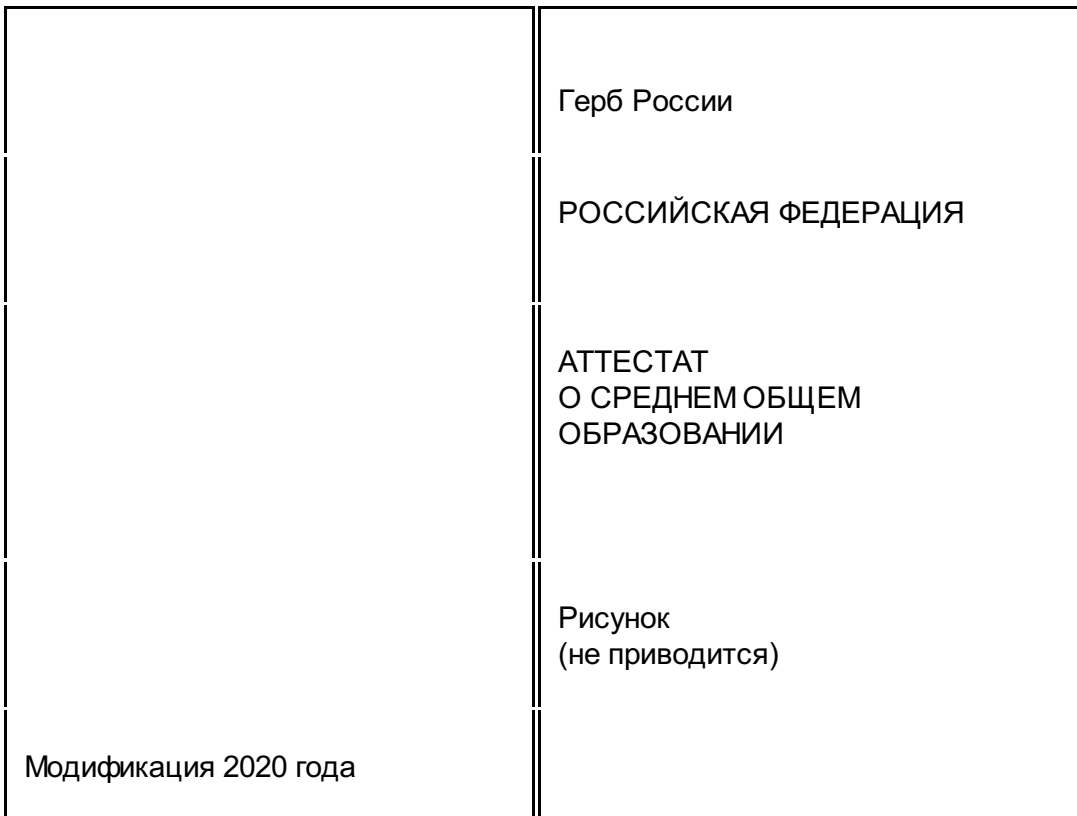 Герб России
РОССИЙСКАЯ ФЕДЕРАЦИЯ
АТТЕСТАТ
О СРЕДНЕМ ОБЩЕМ
ОБРАЗОВАНИИ
Рисунок
(не приводится)
Модификация 2020 года